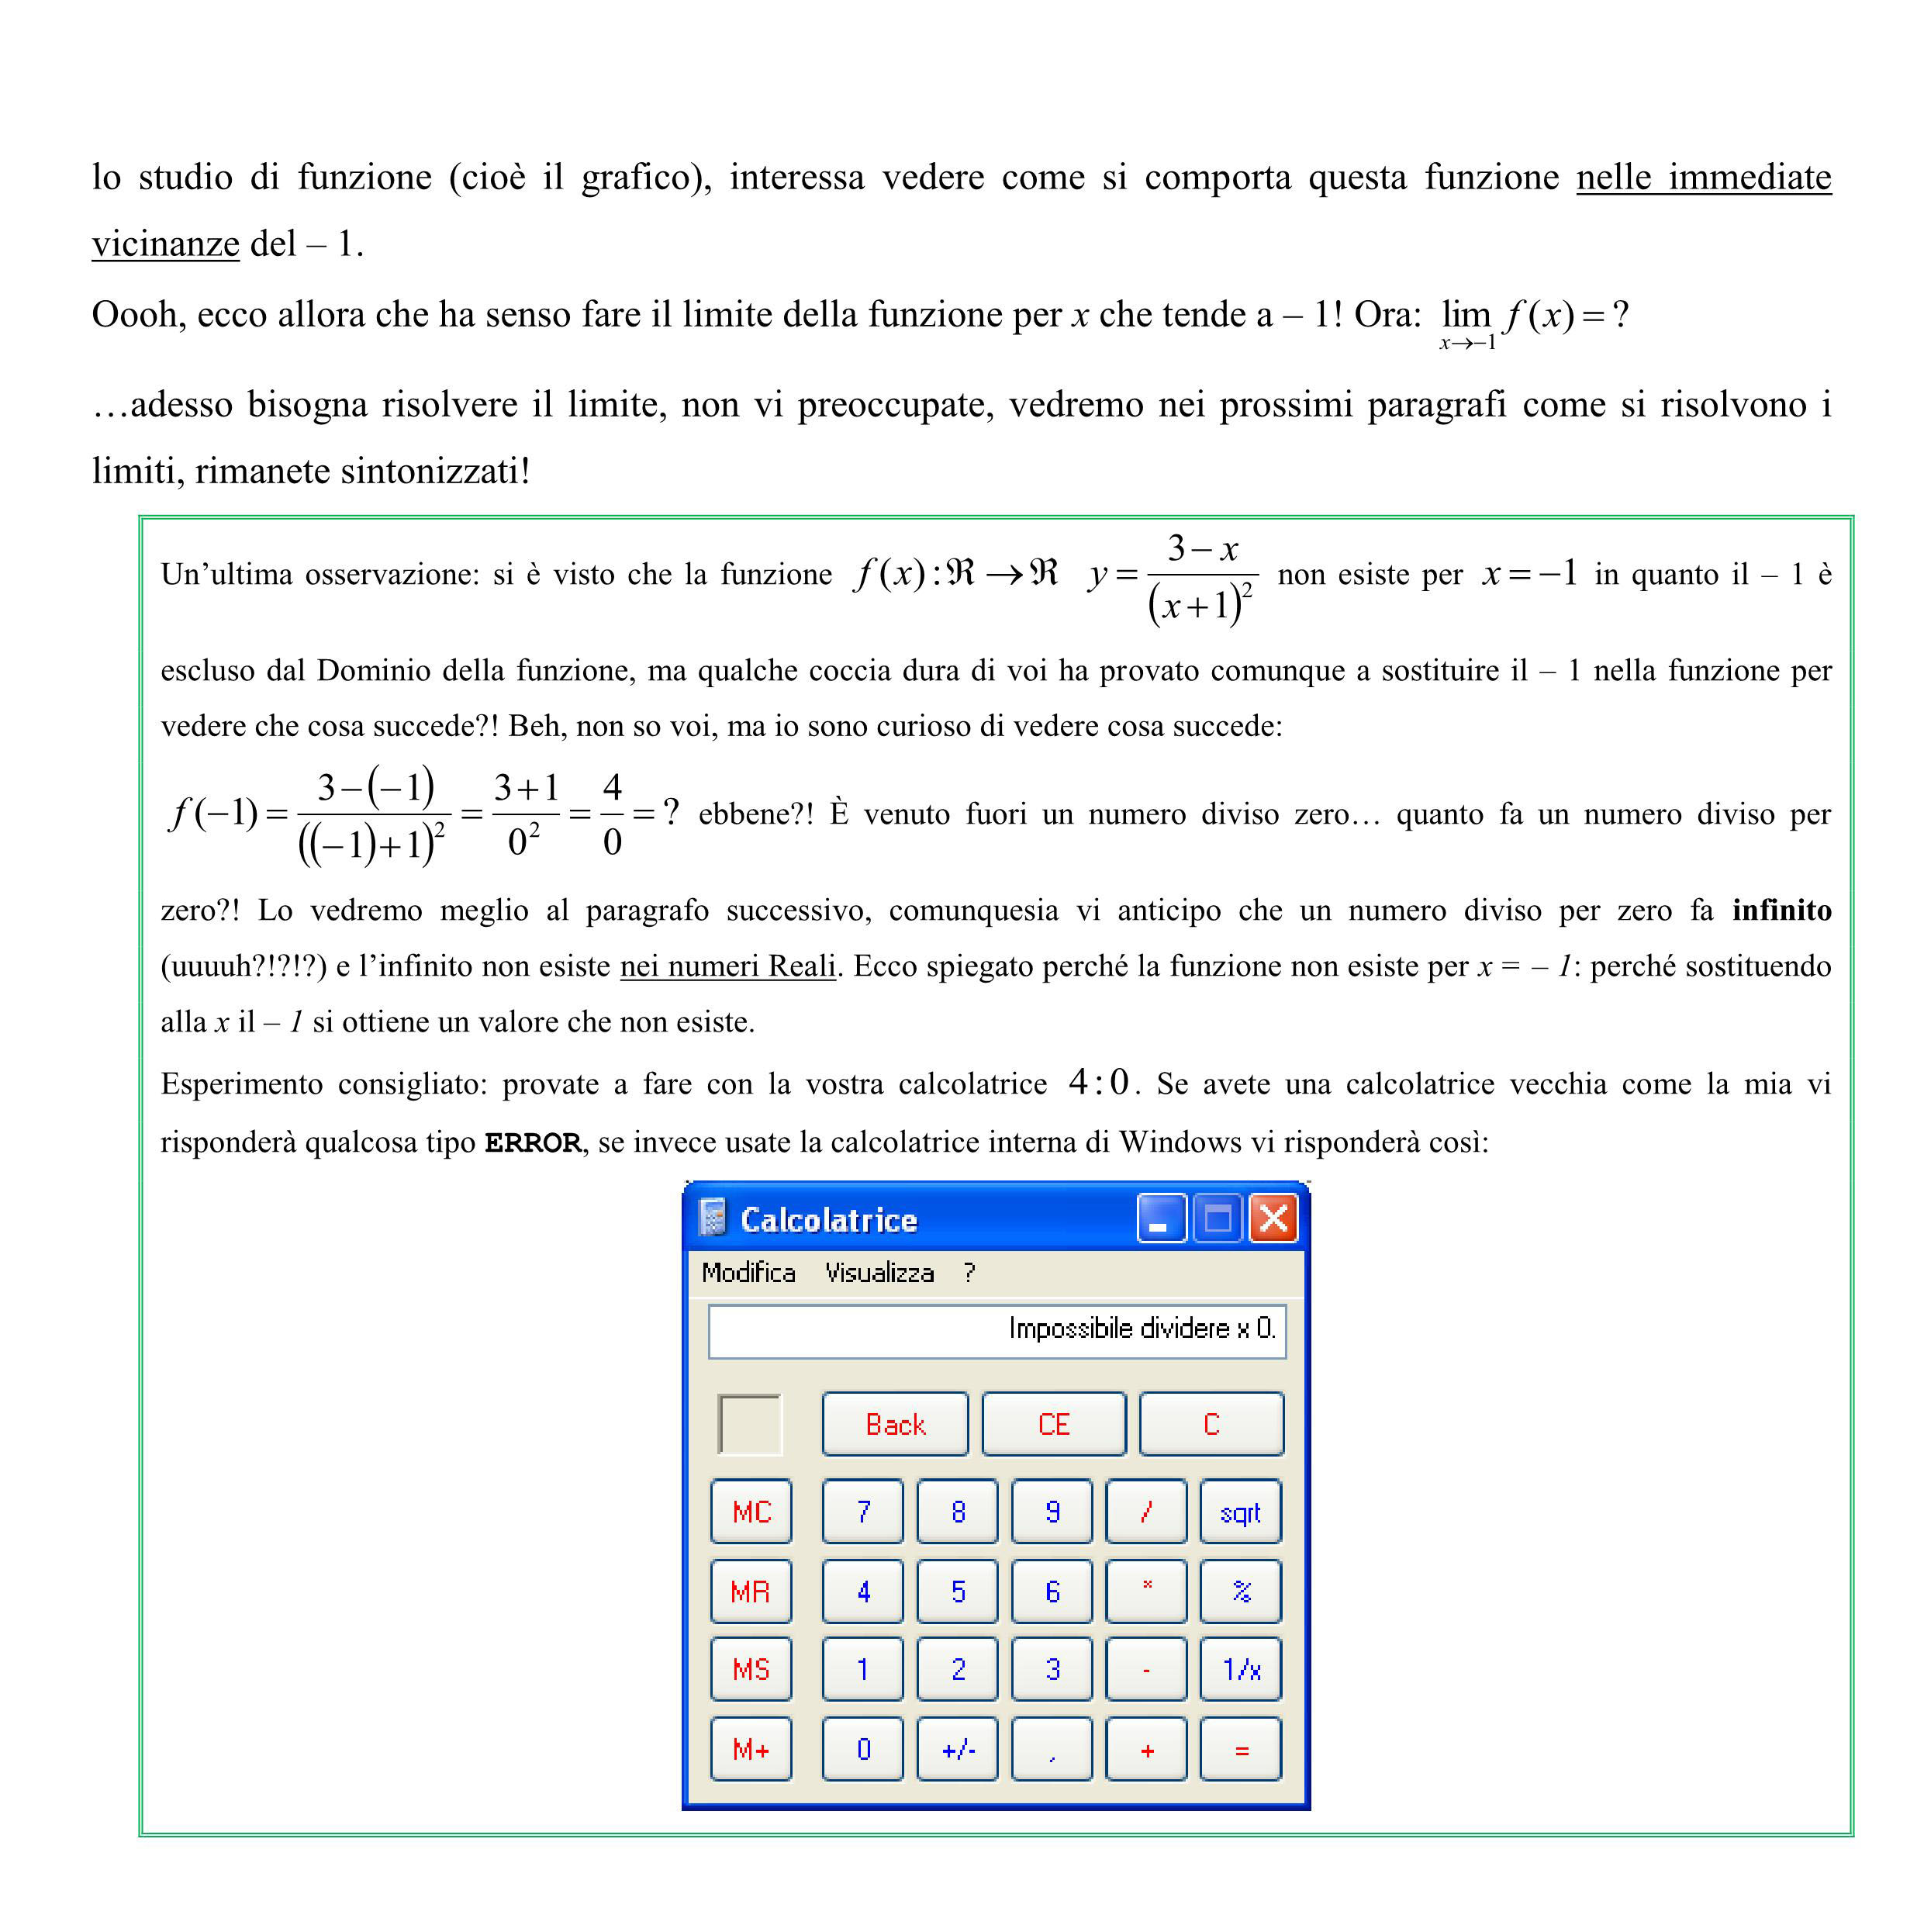 lo studio di funzione (cioè il grafico), interessa vedere come si comporta questa funzione nelle immediate
vicinanze del – 1.
Oooh, ecco allora che ha senso fare il limite della funzione per x che tende a – 1! Ora: lim x→−1 f(x) = ?
…adesso bisogna risolvere il limite, non vi preoccupate, vedremo nei prossimi paragrafi come si risolvono i
limiti, rimanete sintonizzati!
Un’ultima osservazione: si è visto che la funzione f(x):ℜ→ℜ y = (3−x)/(x+1)² non esiste per x = −1 in quanto il – 1 è
escluso dal Dominio della funzione, ma qualche coccia dura di voi ha provato comunque a sostituire il – 1 nella funzione per
vedere che cosa succede?! Beh, non so voi, ma io sono curioso di vedere cosa succede:
f(−1) = (3−(−1))/((−1)+1)² = (3+1)/0² = 4/0 = ? ebbene?! È venuto fuori un numero diviso zero… quanto fa un numero diviso per
zero?! Lo vedremo meglio al paragrafo successivo, comunquesia vi anticipo che un numero diviso per zero fa infinito
(uuuuh?!?!?) e l’infinito non esiste nei numeri Reali. Ecco spiegato perché la funzione non esiste per x = – 1: perché sostituendo
alla x il – 1 si ottiene un valore che non esiste.
Esperimento consigliato: provate a fare con la vostra calcolatrice 4:0. Se avete una calcolatrice vecchia come la mia vi
risponderà qualcosa tipo ERROR, se invece usate la calcolatrice interna di Windows vi risponderà così:
Calcolatrice
Modifica Visualizza ?
Impossibile dividere x 0.
Back CE C
MC 7 8 9 / sqrt
MR 4 5 6 * %
MS 1 2 3 - 1/x
M+ 0 +/- , + =